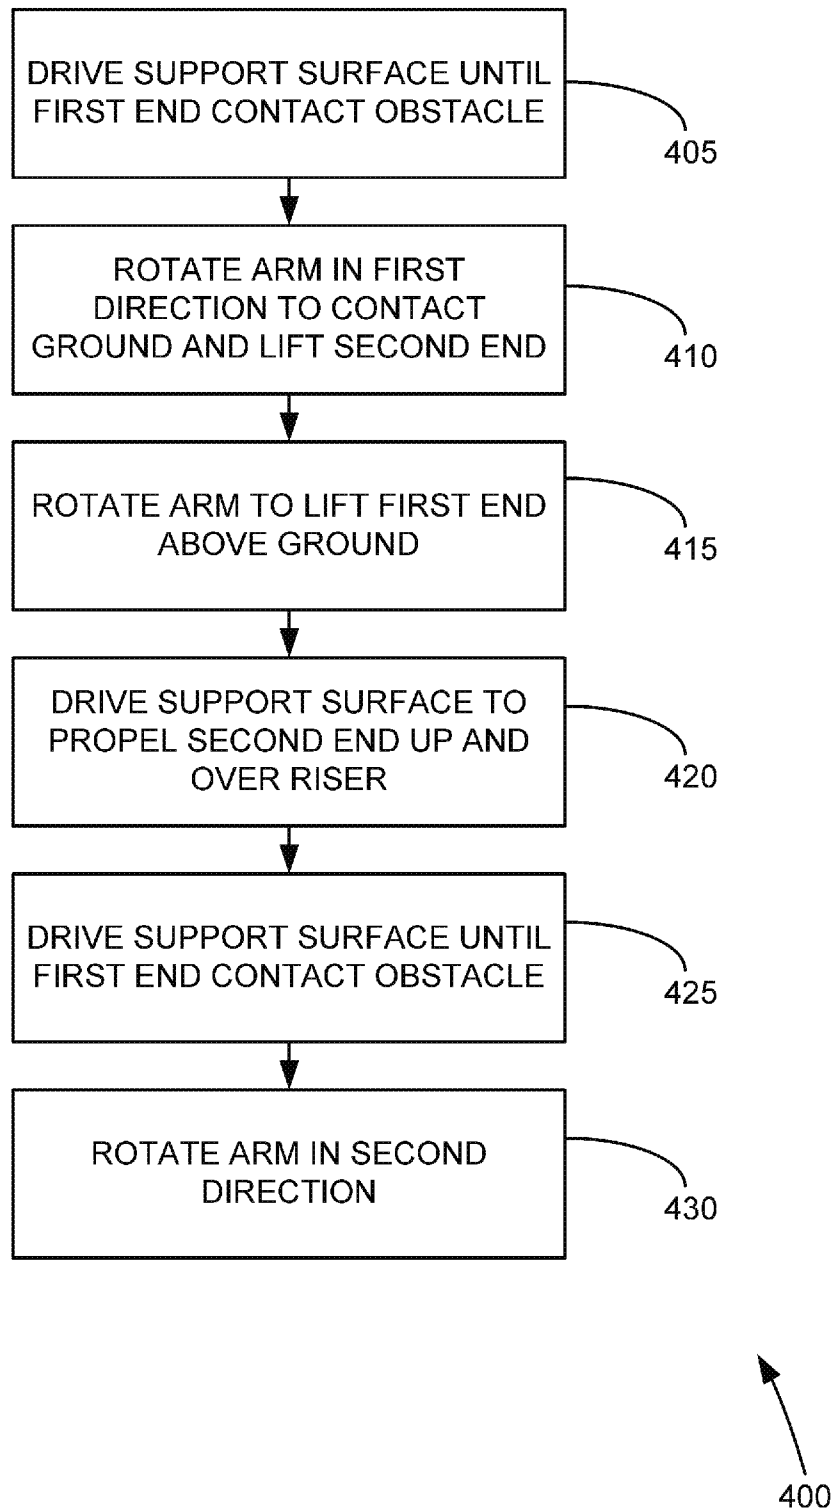 DRIVE SUPPORT SURFACE UNTIL
FIRST END CONTACT OBSTACLE
405
ROTATE ARM IN FIRST
DIRECTION TO CONTACT
GROUND AND LIFT SECOND END
410
ROTATE ARM TO LIFT FIRST END
ABOVE GROUND
415
DRIVE SUPPORT SURFACE TO
PROPEL SECOND END UP AND
OVER RISER
420
DRIVE SUPPORT SURFACE UNTIL
FIRST END CONTACT OBSTACLE
425
ROTATE ARM IN SECOND
DIRECTION
430
400